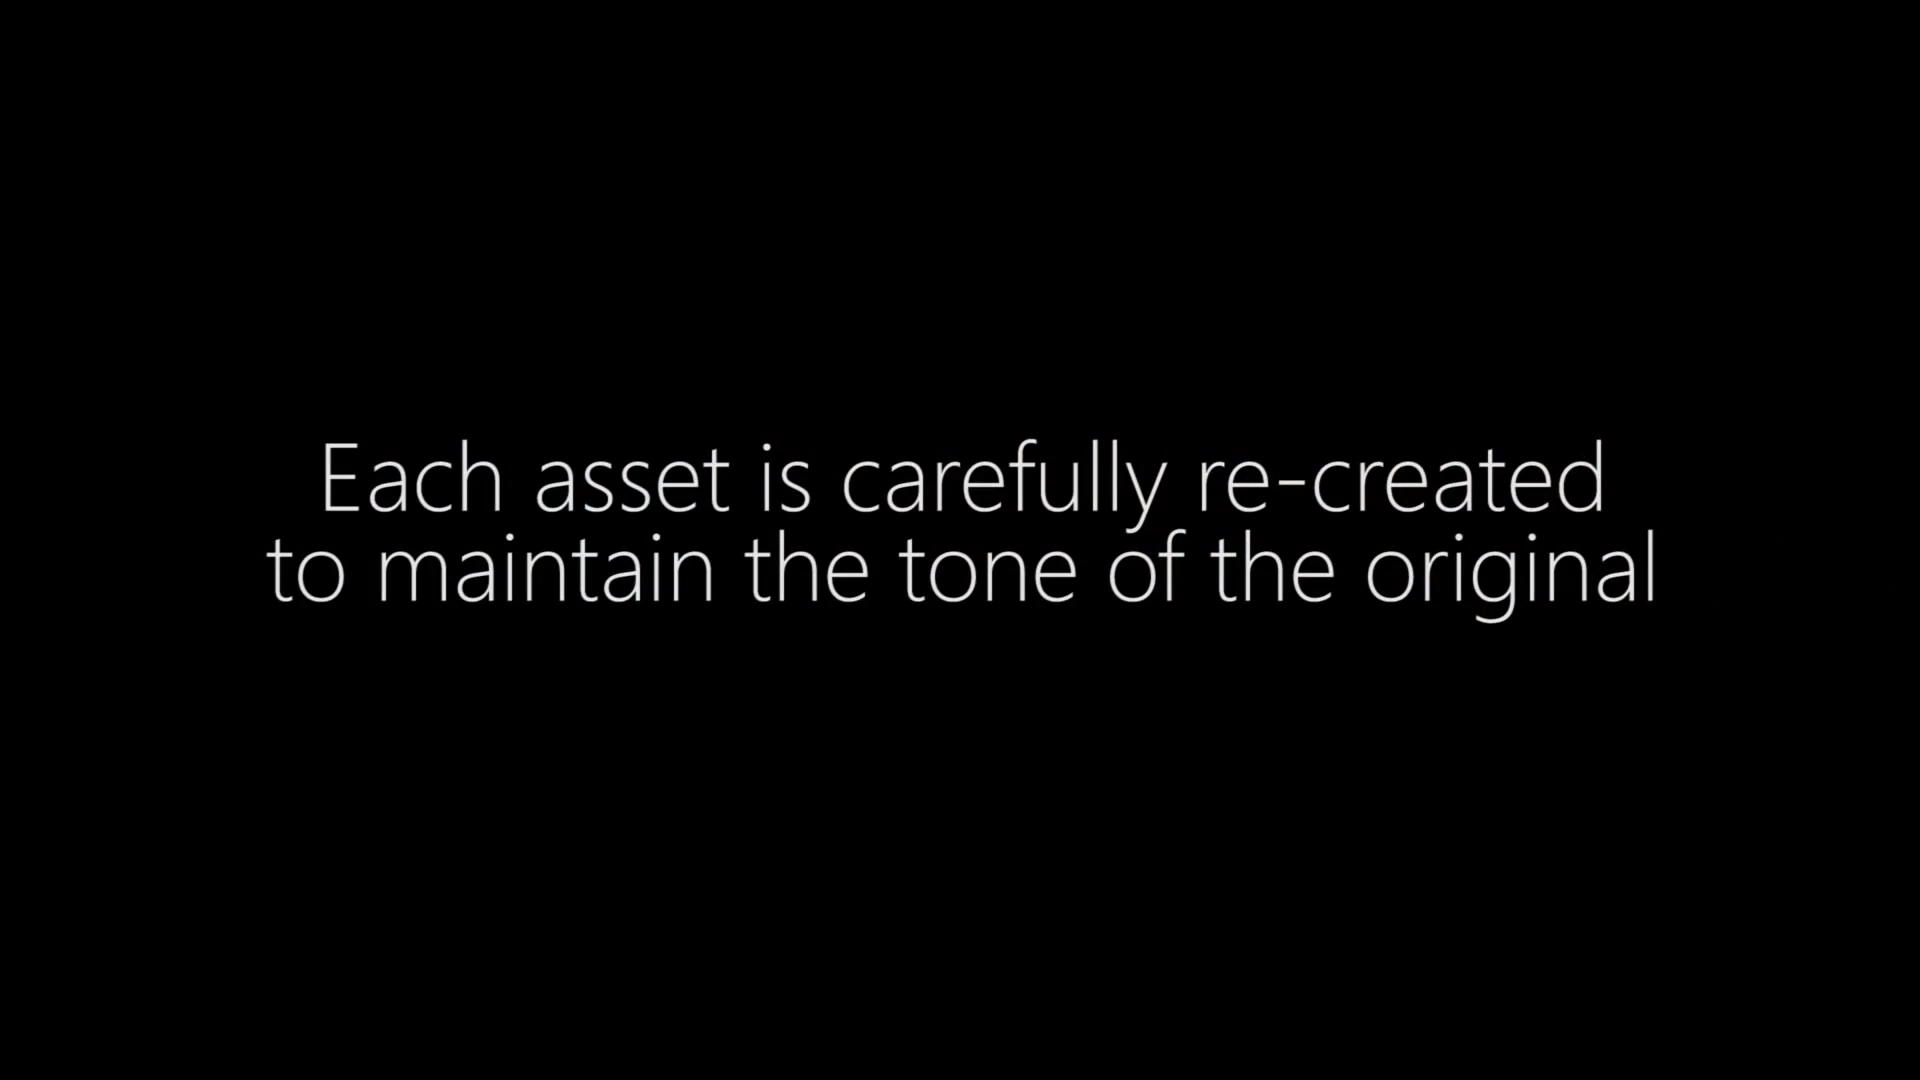 Each asset is carefully re-created
to maintain the tone of the original